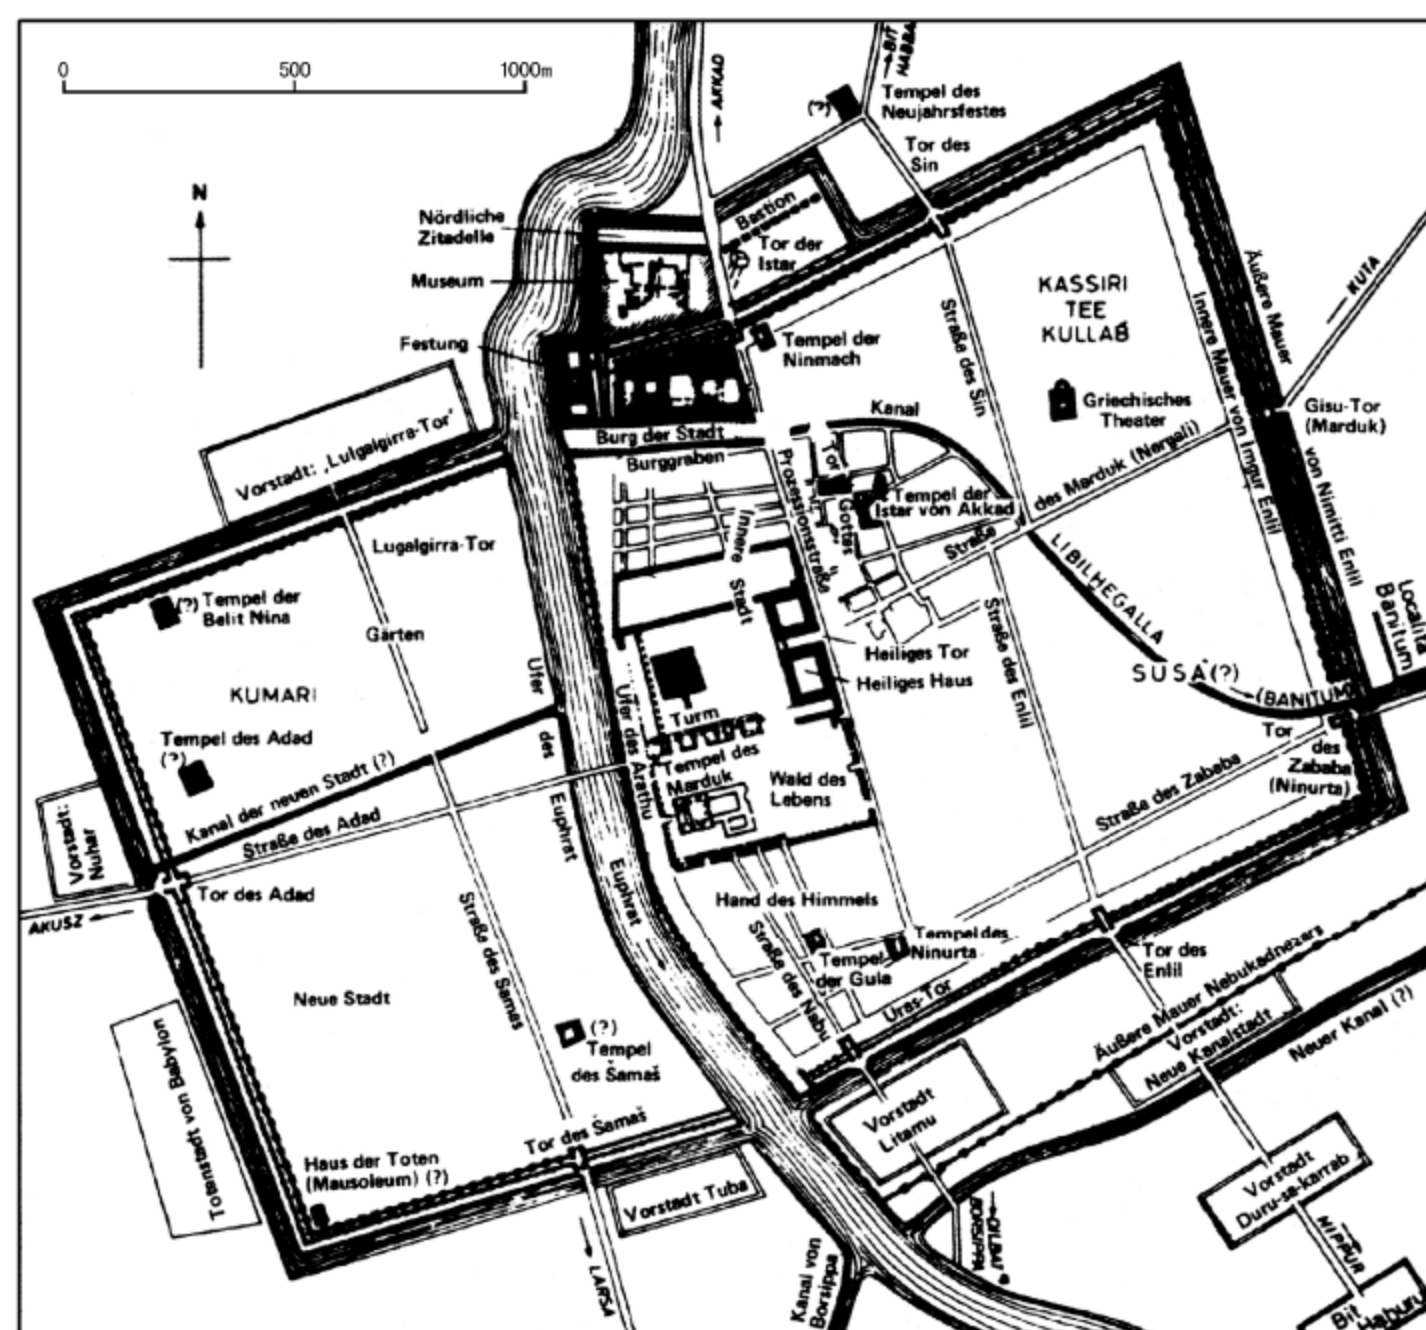 0 500 1000m
N
AKKAD
BIT
HABBA
Tempel des
Neujahrsfestes
(?)
Tor des
Sin
Nördliche
Zitadelle
Bastion
Tor der
Istar
Museum
Festung
Tempel der
Ninmach
KASSIRI
TEE
KULLAB
Straße des Sin
Äußere Mauer
von Nimitti Enlil
Innere Mauer von Imgur Enlil
KUTA
Griechisches
Theater
Gisu-Tor
(Marduk)
Kanal
Burg der Stadt
Burggraben
Vorstadt: „Lulgalgirra-Tor“
Lugalgirra-Tor
Prozessionsstraße
Tor
Gottes
Tempel der
Istar von Akkad
Straße des Marduk (Nergali)
Innere
Stadt
LIBILHEGALLA
Localita
Banitum
(?) Tempel der
Belit Nina
Gärten
KUMARI
Ufer des Euphrat
Ufer des Arathu
Heiliges Tor
Heiliges Haus
Straße des Enlil
SUSA (?)
(BANITUM)
Tor
des
Zababa
(Ninurta)
Tempel des Adad
(?)
Turm
Tempel des
Marduk
Wald des
Lebens
Kanal der neuen Stadt (?)
Straße des Adad
Straße des Zababa
Vorstadt:
Nuhar
Tor des Adad
AKUSZ
Euphrat
Hand des Himmels
Straße des Samas
Straße des Nabu
Tempel des
Ninurta
Tempel
der Gula
Tor des
Enlil
Uras-Tor
Neue Stadt
Äußere Mauer Nebukadnezars
Vorstadt:
Neue Kanalstadt
Neuer Kanal (?)
(?)
Tempel
des Šamaš
Totenstadt von Babylon
Vorstadt
Litamu
Tor des Šamaš
Haus der Toten
(Mausoleum) (?)
Vorstadt Tuba
Vorstadt
Duru-sa-karrab
LARSA
Kanal von
Borsippa
BORSIPPA
DILBAT
NIPPUR
Bit
Haburu